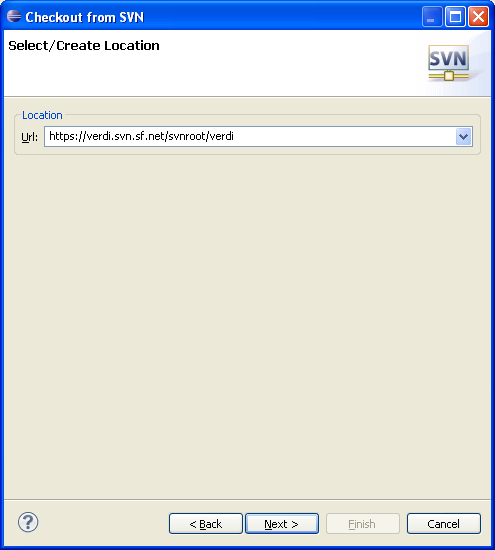 Checkout from SVN
Select/Create Location
SVN
Location
Url: https://verdi.svn.sf.net/svnroot/verdi
? < Back Next > Finish Cancel